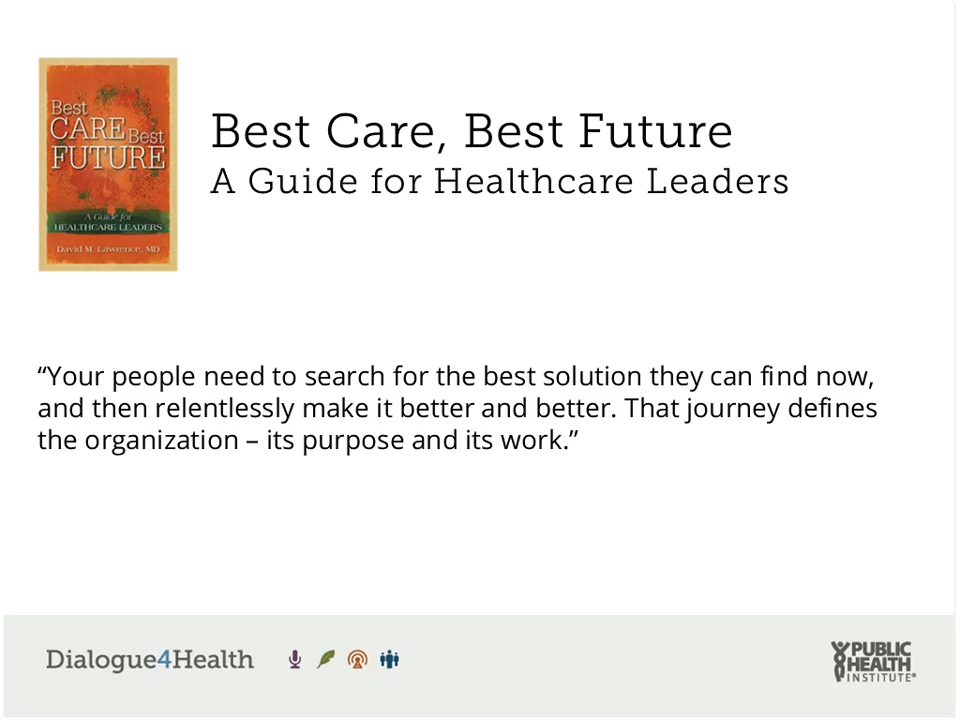 Best
CARE Best
FUTURE
A Guide for
HEALTHCARE LEADERS
David M. Lawrence, MD
Best Care, Best Future
A Guide for Healthcare Leaders
“Your people need to search for the best solution they can find now,
and then relentlessly make it better and better. That journey defines
the organization – its purpose and its work.”
Dialogue4Health
PUBLIC
HEALTH
INSTITUTE®